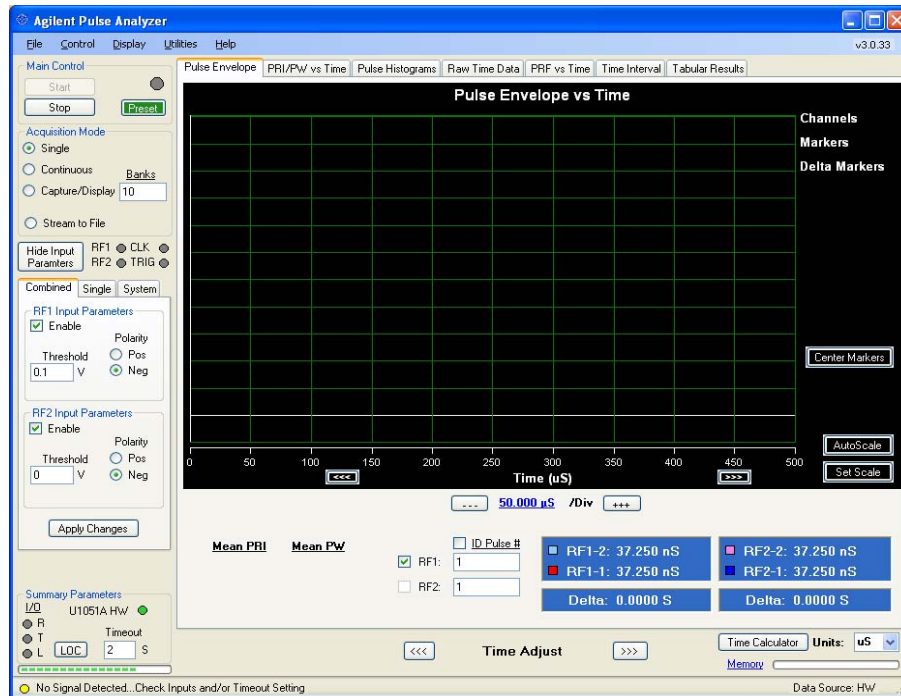 Agilent Pulse Analyzer
File Control Display Utilities Help v3.0.33
Main Control
Start
Stop Preset
Acquisition Mode
Single
Continuous
Banks
Capture/Display 10
Stream to File
Hide Input Paramters
RF1 CLK
RF2 TRIG
Combined Single System
RF1 Input Parameters
Enable
Polarity
Threshold Pos
0.1 V Neg
RF2 Input Parameters
Enable
Polarity
Threshold Pos
0 V Neg
Apply Changes
Summary Parameters
I/O U1051A HW
R
T Timeout
L LOC 2 S
Pulse Envelope PRI/PW vs Time Pulse Histograms Raw Time Data PRF vs Time Time Interval Tabular Results
Pulse Envelope vs Time
Channels
Markers
Delta Markers
Center Markers
AutoScale
Set Scale
0 50 100 150 200 250 300 350 400 450 500
<<< Time (uS) >>>
--- 50.000 µS /Div +++
Mean PRI Mean PW
ID Pulse #
RF1: 1
RF2: 1
RF1-2: 37.250 nS
RF1-1: 37.250 nS
Delta: 0.0000 S
RF2-2: 37.250 nS
RF2-1: 37.250 nS
Delta: 0.0000 S
<<< Time Adjust >>>
Time Calculator Units: uS
Memory
No Signal Detected...Check Inputs and/or Timeout Setting Data Source: HW